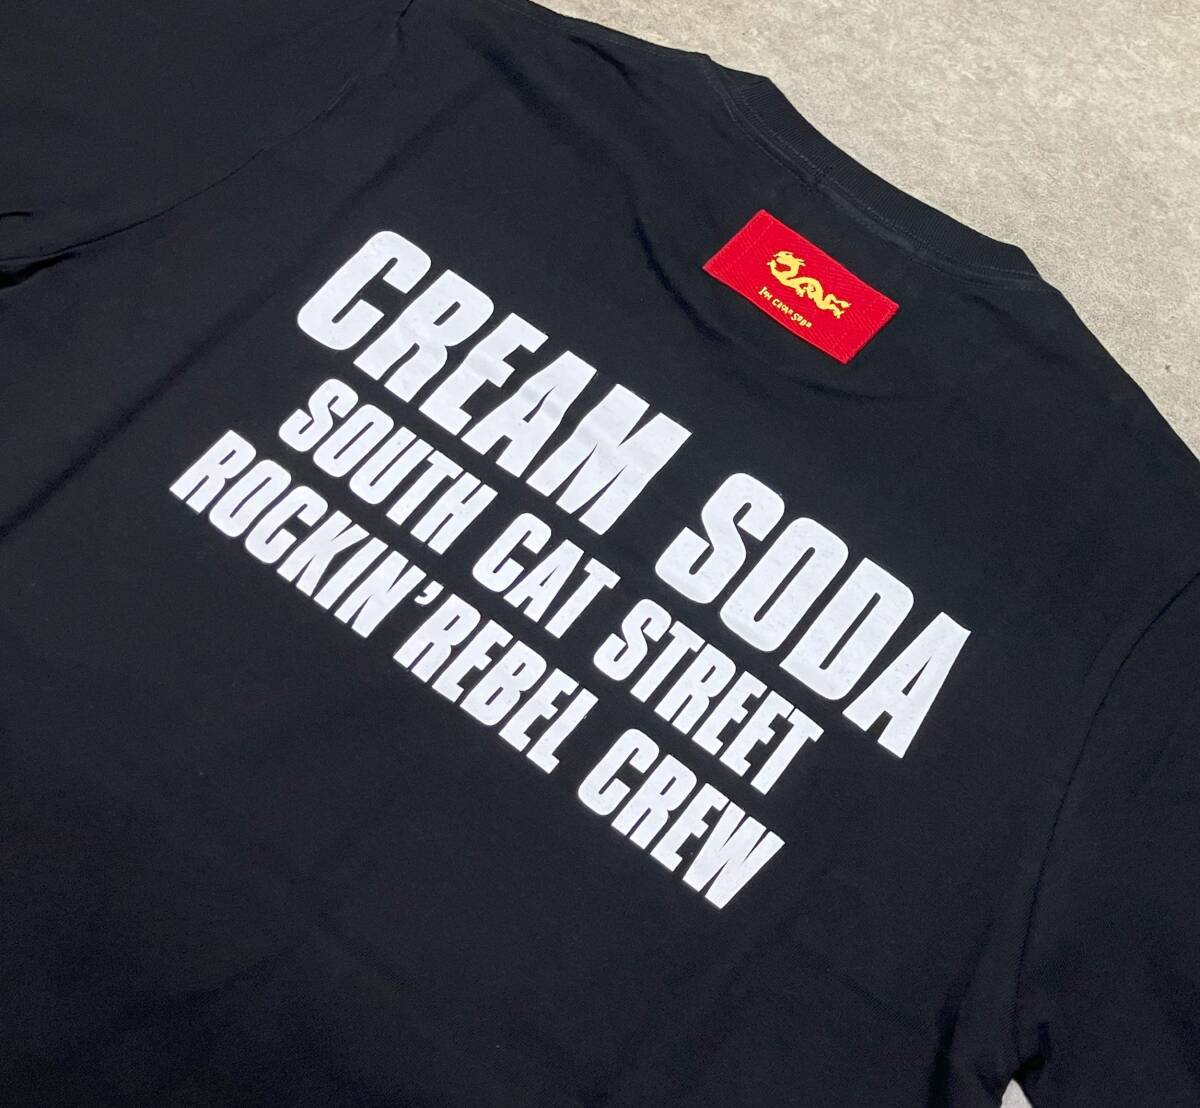 CREAM SODA
SOUTH CAT STREET
ROCKIN' REBEL CREW